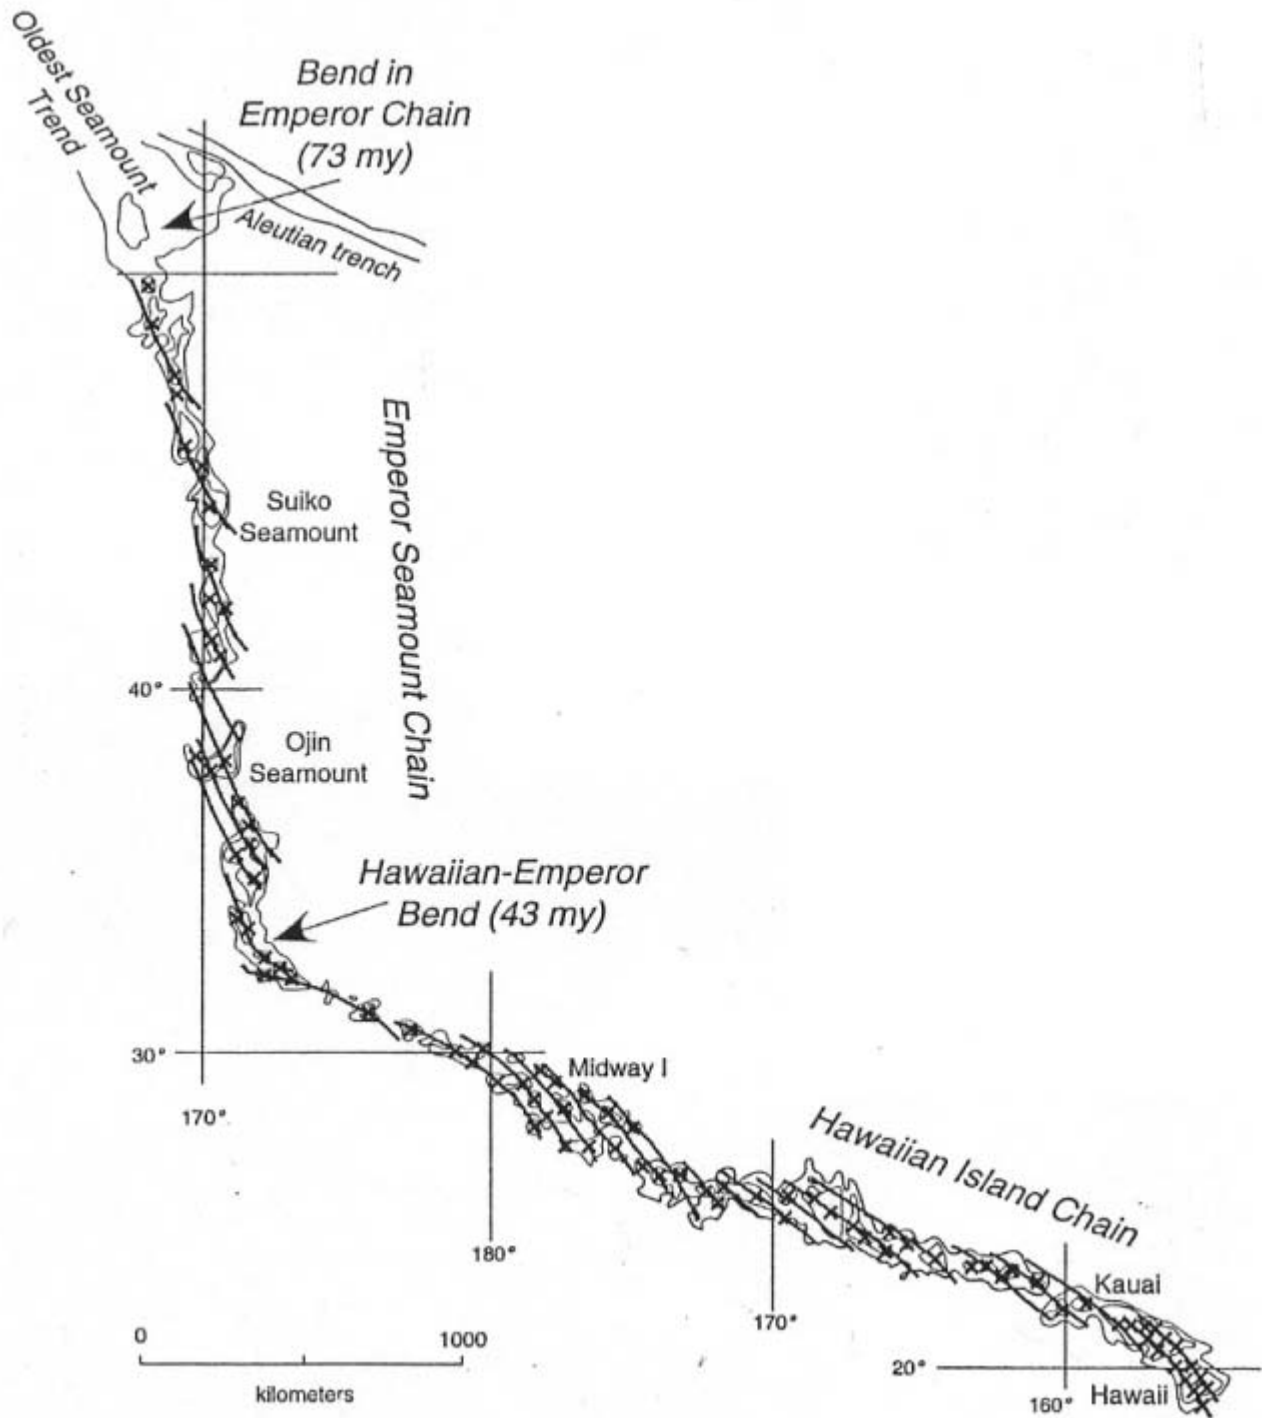 Oldest Seamount
Trend
Bend in
Emperor Chain
(73 my)
Aleutian trench
Emperor Seamount Chain
Suiko
Seamount
40°
Ojin
Seamount
Hawaiian-Emperor
Bend (43 my)
30°
Midway I
170°
180°
Hawaiian Island Chain
Kauai
170°
20°
Hawaii
160°
0
1000
kilometers